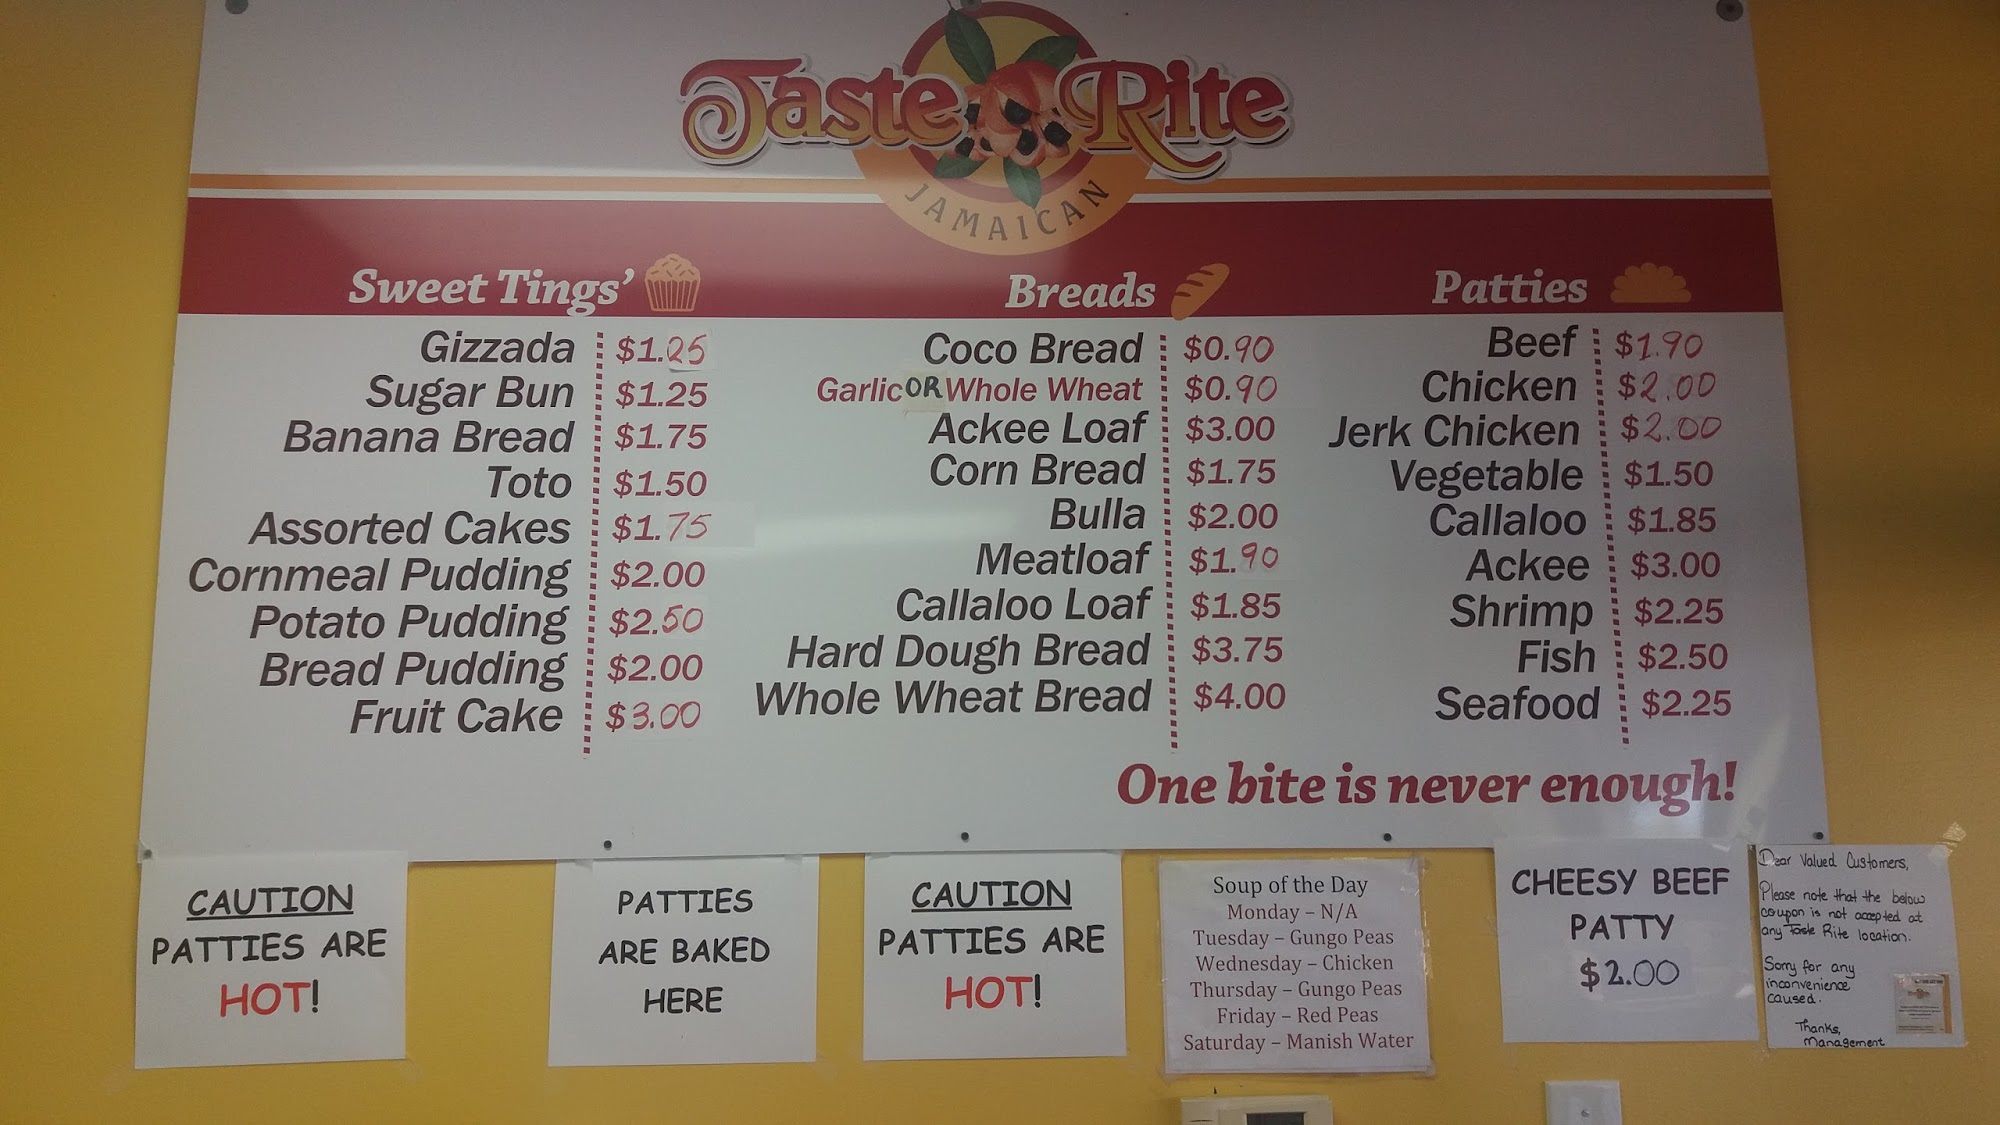 Taste Rite
JAMAICAN
Sweet Tings'
Gizzada $1.25
Sugar Bun $1.25
Banana Bread $1.75
Toto $1.50
Assorted Cakes $1.75
Cornmeal Pudding $2.00
Potato Pudding $2.50
Bread Pudding $2.00
Fruit Cake $3.00
Breads
Coco Bread $0.90
Garlic OR Whole Wheat $0.90
Ackee Loaf $3.00
Corn Bread $1.75
Bulla $2.00
Meatloaf $1.90
Callaloo Loaf $1.85
Hard Dough Bread $3.75
Whole Wheat Bread $4.00
Patties
Beef $1.90
Chicken $2.00
Jerk Chicken $2.00
Vegetable $1.50
Callaloo $1.85
Ackee $3.00
Shrimp $2.25
Fish $2.50
Seafood $2.25
One bite is never enough!
CAUTION
PATTIES ARE
HOT!
PATTIES
ARE BAKED
HERE
CAUTION
PATTIES ARE
HOT!
Soup of the Day
Monday – N/A
Tuesday – Gungo Peas
Wednesday – Chicken
Thursday – Gungo Peas
Friday – Red Peas
Saturday – Manish Water
CHEESY BEEF
PATTY
$2.00
Dear Valued Customers,
Please note that the below
coupon is not accepted at
any Taste Rite location.
Sorry for any
inconvenience
caused.
Thanks,
Management